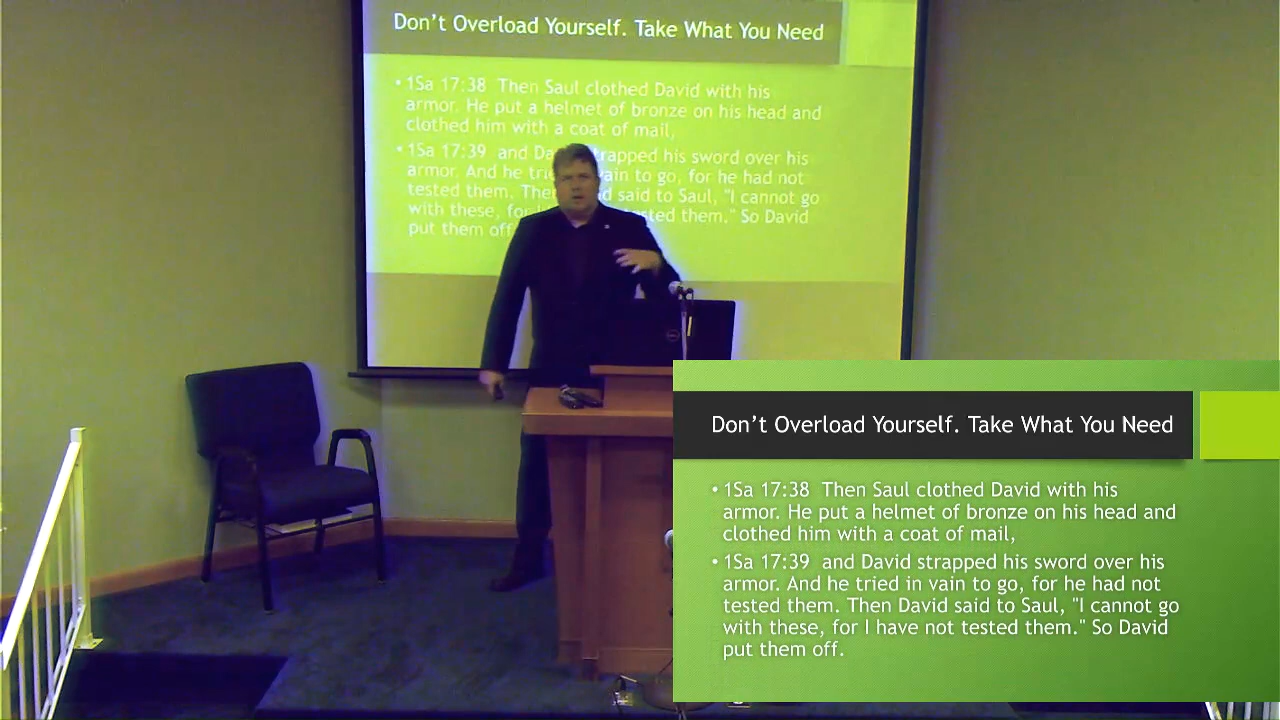 Don't Overload Yourself. Take What You Need
• 1Sa 17:38 Then Saul clothed David with his
armor. He put a helmet of bronze on his head and
clothed him with a coat of mail,
• 1Sa 17:39 and Da trapped his sword over his
armor. And he trie vain to go, for he had not
tested them. The d said to Saul, "I cannot go
with these, for tested them." So David
put them off
DELL
Don't Overload Yourself. Take What You Need
• 1Sa 17:38 Then Saul clothed David with his
armor. He put a helmet of bronze on his head and
clothed him with a coat of mail,
• 1Sa 17:39 and David strapped his sword over his
armor. And he tried in vain to go, for he had not
tested them. Then David said to Saul, "I cannot go
with these, for I have not tested them." So David
put them off.